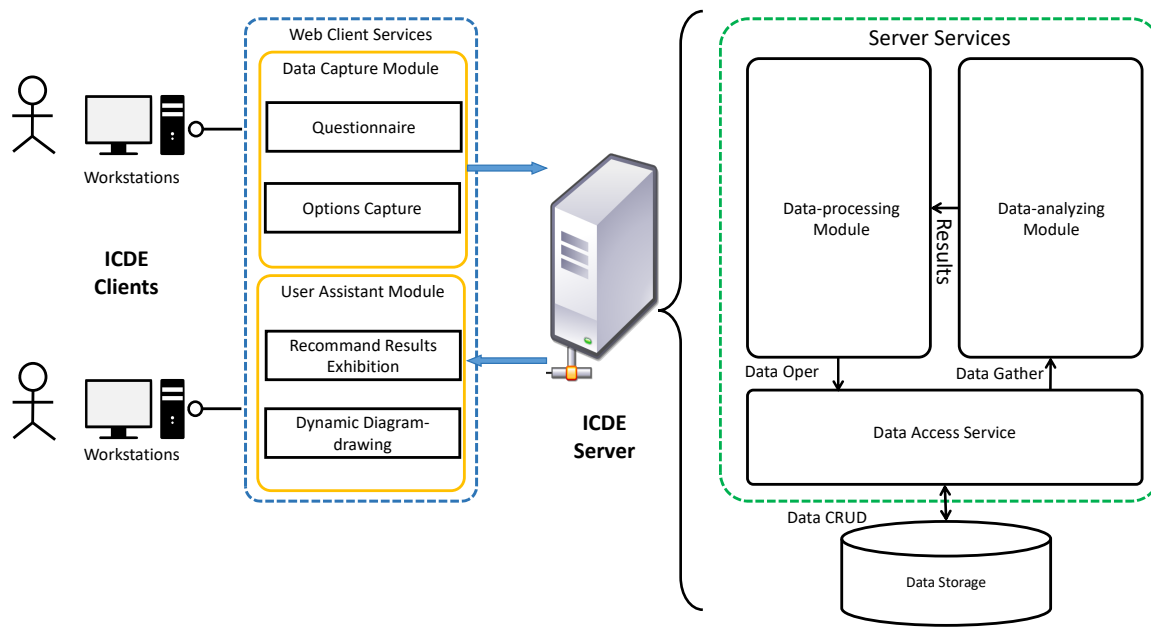 Web Client Services
Data Capture Module
Questionnaire
Options Capture
User Assistant Module
Recommand Results
Exhibition
Dynamic Diagram-
drawing
Workstations
ICDE
Clients
Workstations
ICDE
Server
Server Services
Data-processing
Module
Results
Data-analyzing
Module
Data Oper
Data Gather
Data Access Service
Data CRUD
Data Storage